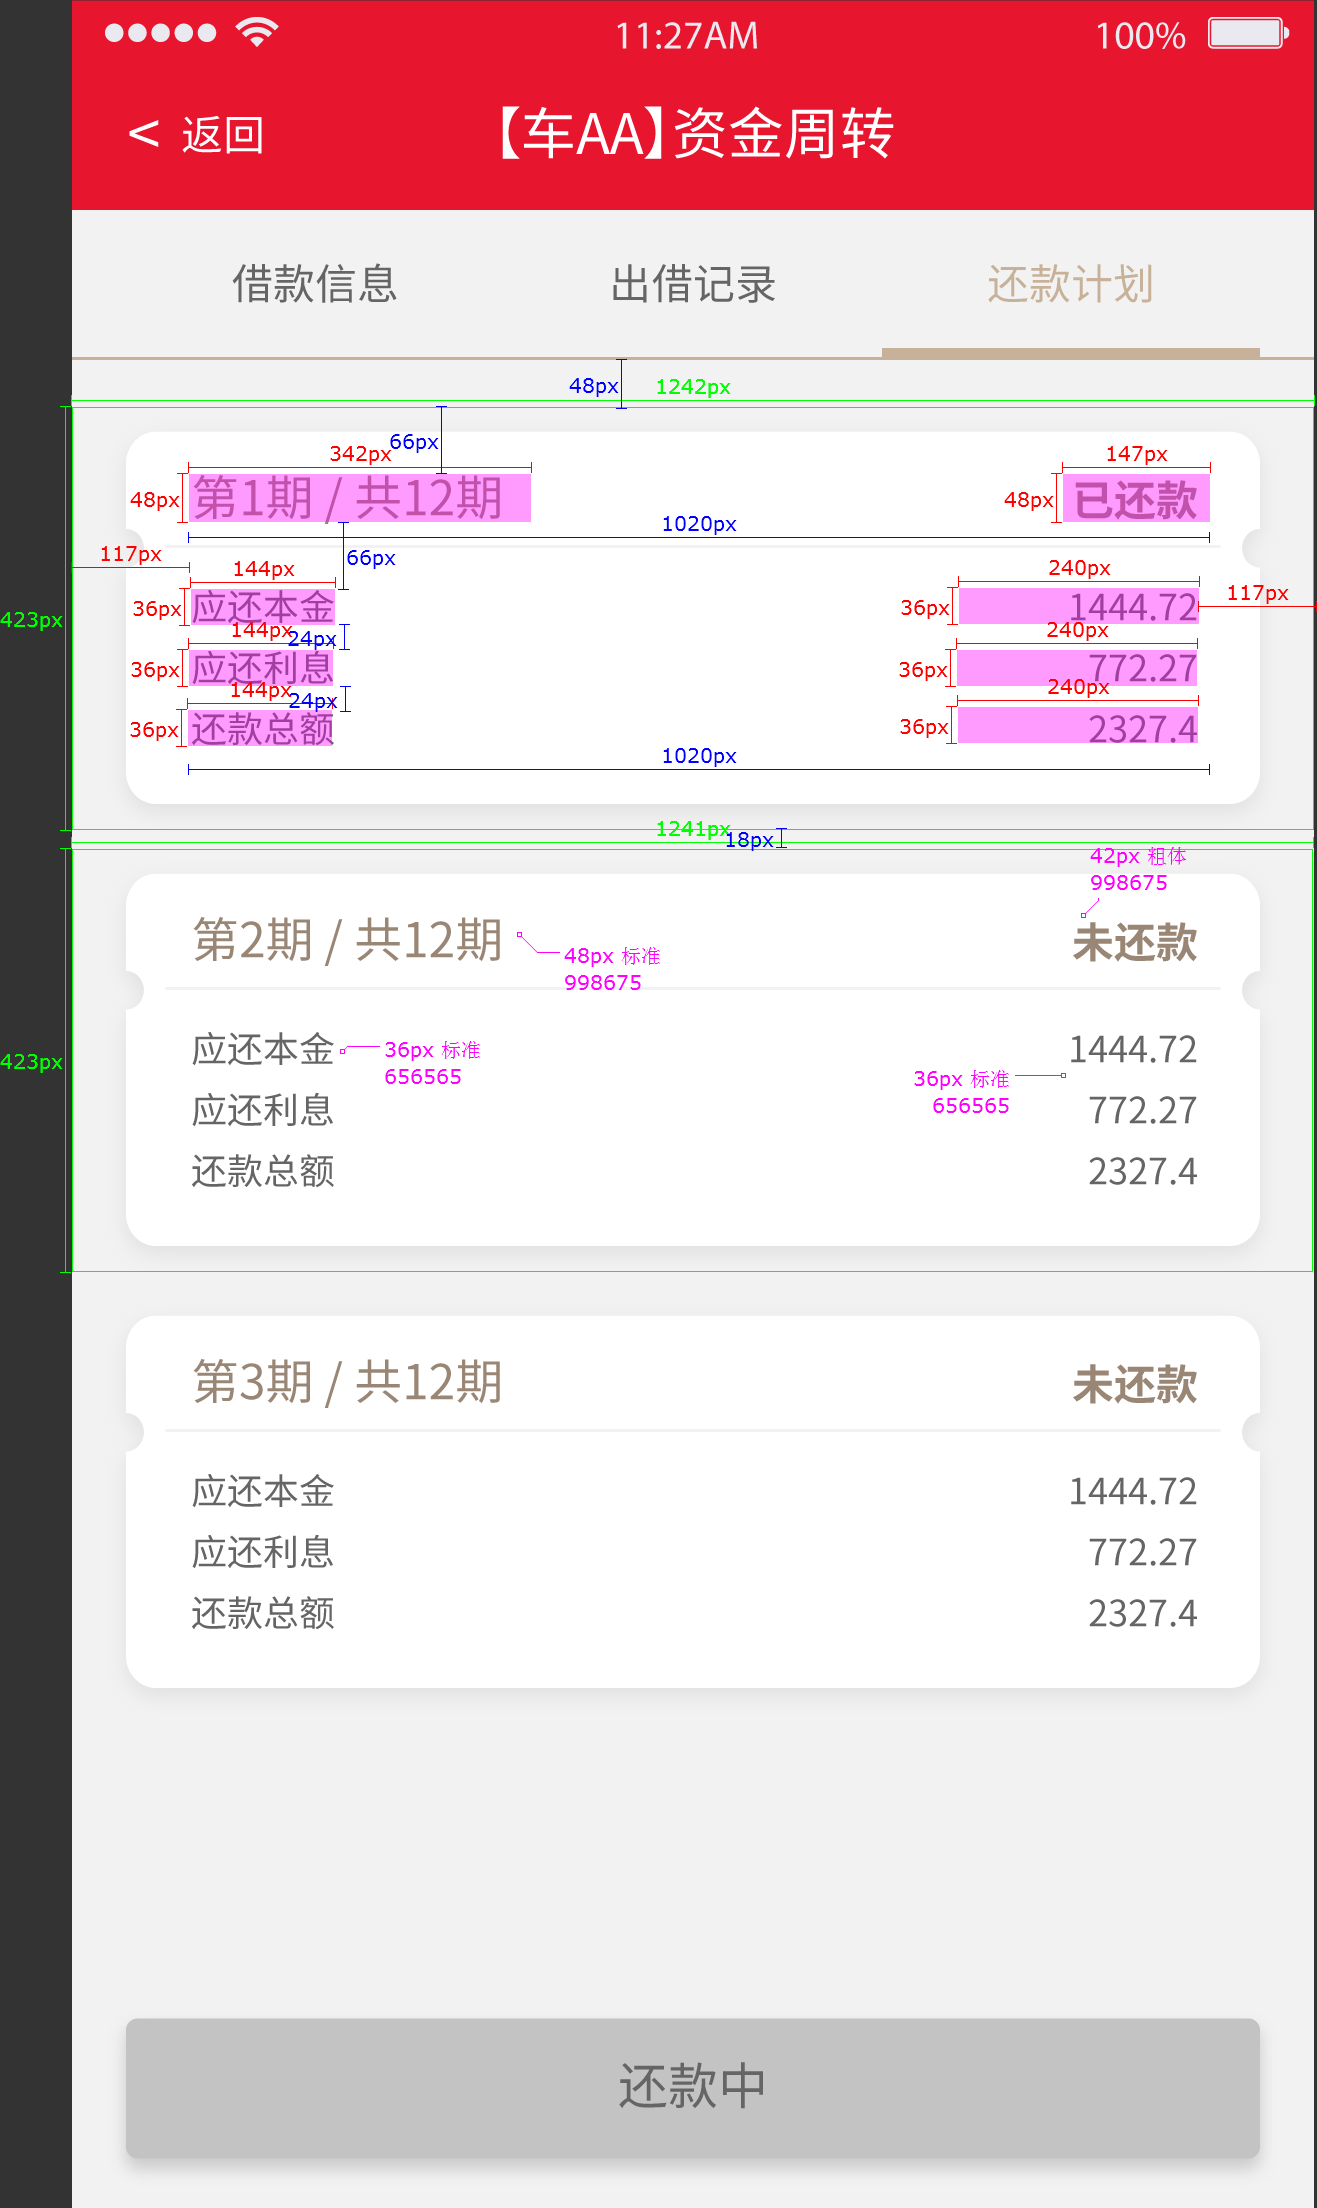 11:27AM 100%
< 返回 【车AA】资金周转
借款信息 出借记录 还款计划
48px 1242px
66px
342px 147px
48px 第1期 / 共12期 48px 已还款
1020px
117px 66px
144px 240px
36px 应还本金 36px 1444.72 117px
423px
144px 24px 240px
36px 应还利息 36px 772.27
144px 24px 240px
36px 还款总额 36px 2327.4
1020px
1241px 18px
42px 粗体
998675
第2期 / 共12期 未还款
48px 标准
998675
应还本金 1444.72
36px 标准
656565
423px
36px 标准
656565
应还利息 772.27
还款总额 2327.4
第3期 / 共12期 未还款
应还本金 1444.72
应还利息 772.27
还款总额 2327.4
还款中